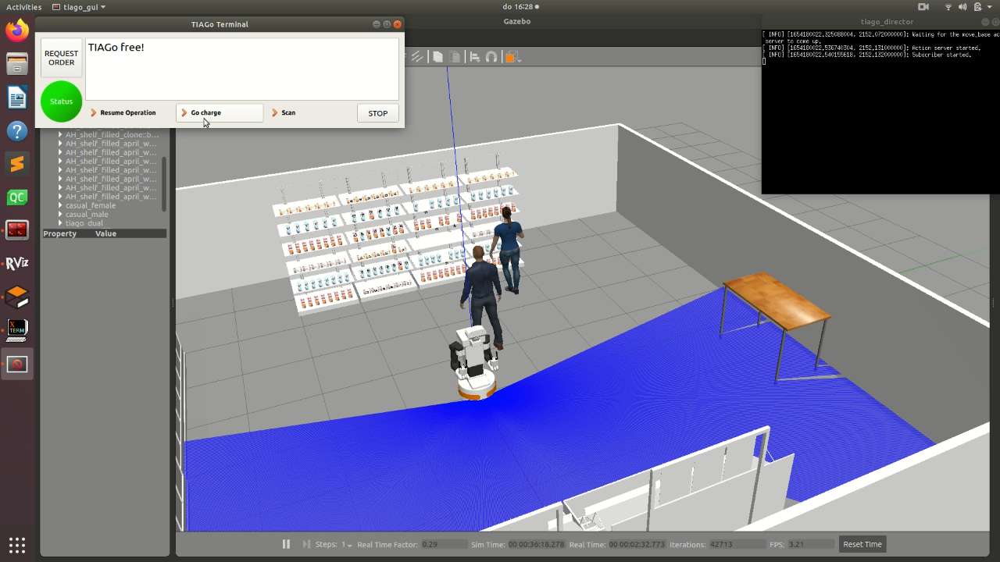 Activities
tiago_gui
do 16:28
TIAGo Terminal
Gazebo
tiago_director
REQUEST
ORDER
TIAGo free!
Status
Resume Operation
Go charge
Scan
STOP
[ INFO] [1654180022.325088004, 2152.072000000]: Waiting for the move_base ac
server to come up.
[ INFO] [1654180022.536740304, 2152.131000000]: Action server started.
[ INFO] [1654180022.540155618, 2152.132000000]: Subscriber started.
AH_shelf_filled_clone::b...
AH_shelf_filled_april_w...
AH_shelf_filled_april_w...
AH_shelf_filled_april_w...
AH_shelf_filled_april_w...
AH_shelf_filled_april_w...
AH_shelf_filled_april_w...
AH_shelf_filled_april_w...
casual_female
casual_male
tiago_dual
Property Value
QC
RViz
X
TERM
Steps: 1
Real Time Factor: 0.29
Sim Time: 00 00:36:18.278
Real Time: 00 00:02:32.773
Iterations: 42713
FPS: 3.21
Reset Time